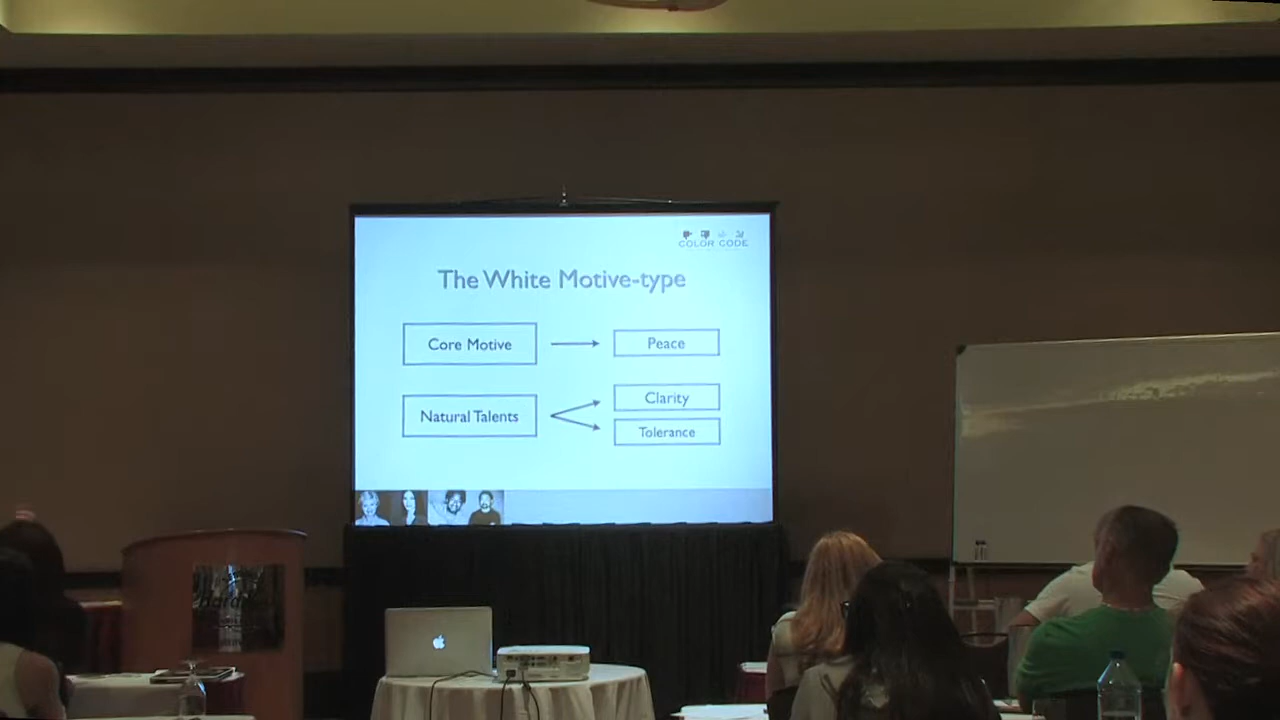 COLOR CODE
The White Motive-type
Core Motive
Peace
Natural Talents
Clarity
Tolerance